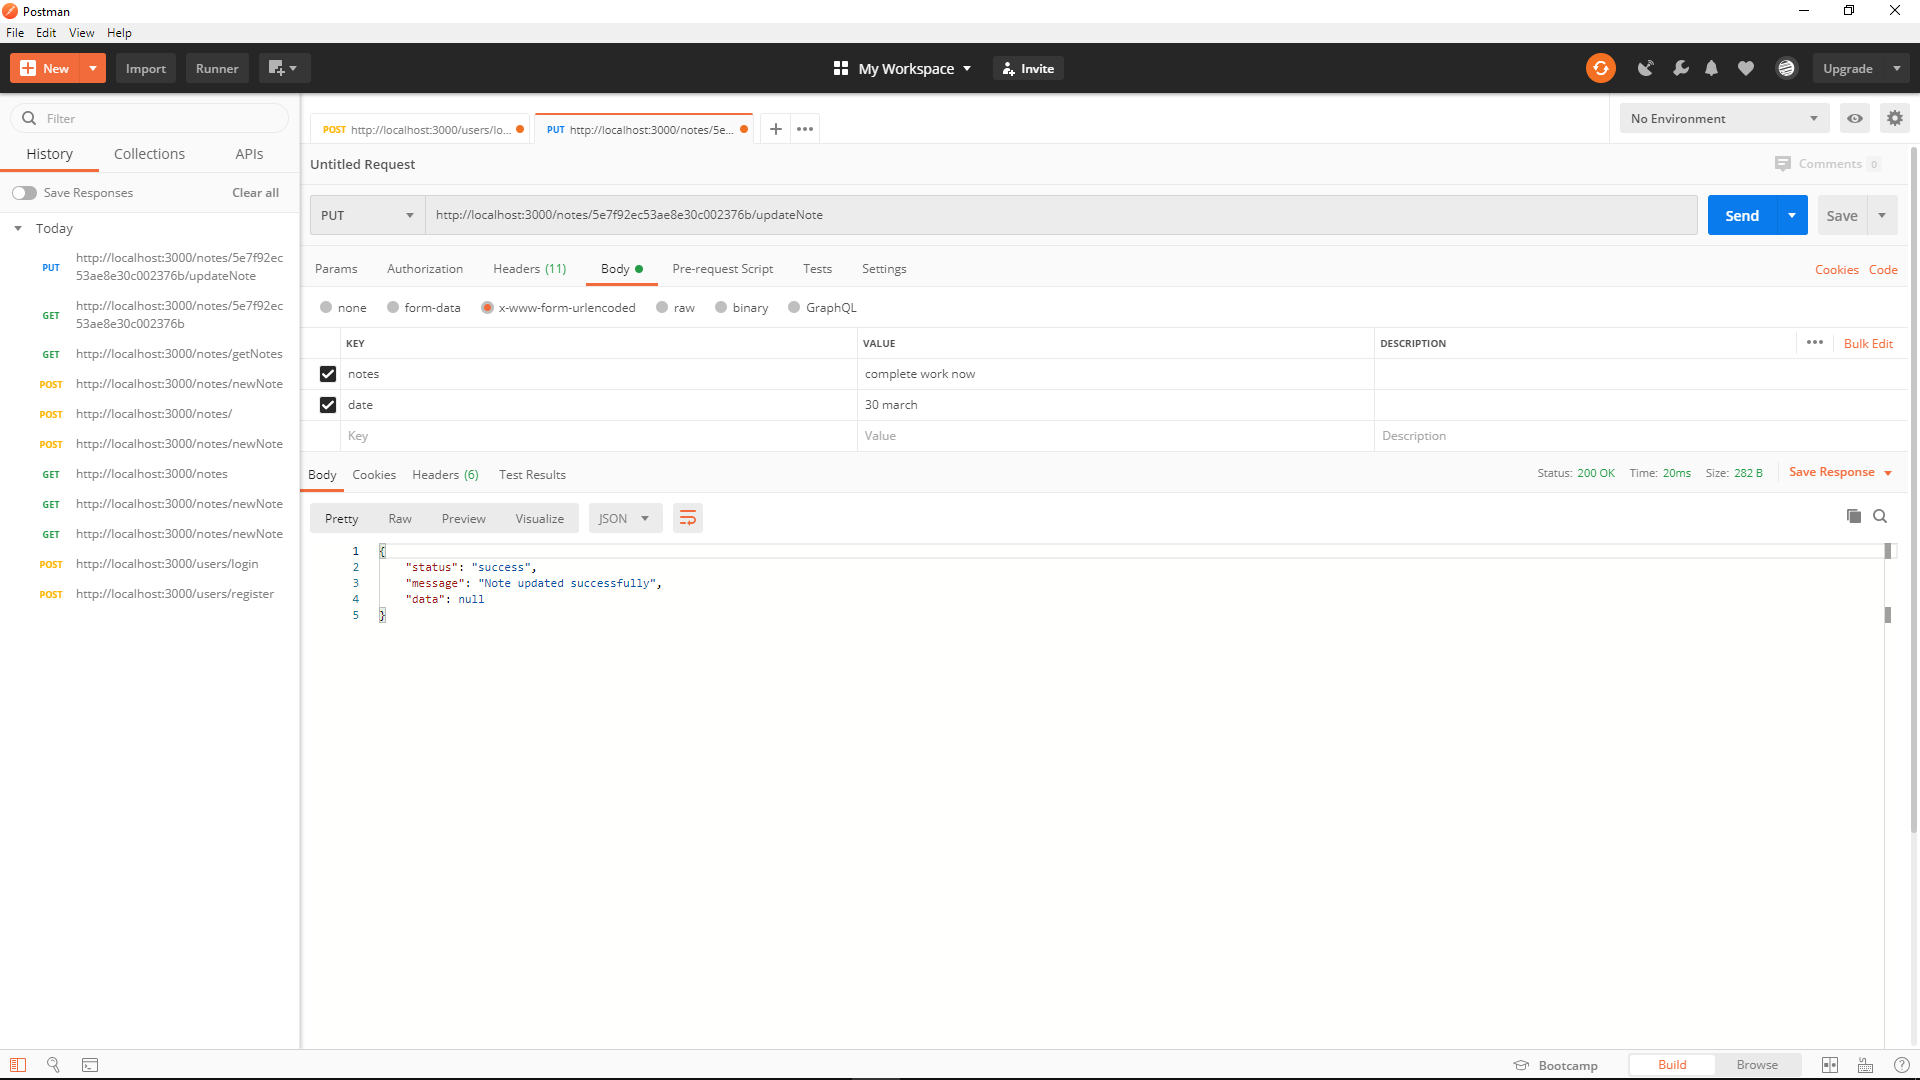 Postman
File Edit View Help
New Import Runner My Workspace Invite Upgrade
Filter
History Collections APIs
Save Responses Clear all
Today
PUT http://localhost:3000/notes/5e7f92ec
53ae8e30c002376b/updateNote
GET http://localhost:3000/notes/5e7f92ec
53ae8e30c002376b
GET http://localhost:3000/notes/getNotes
POST http://localhost:3000/notes/newNote
POST http://localhost:3000/notes/
POST http://localhost:3000/notes/newNote
GET http://localhost:3000/notes
GET http://localhost:3000/notes/newNote
GET http://localhost:3000/notes/newNote
POST http://localhost:3000/users/login
POST http://localhost:3000/users/register
POST http://localhost:3000/users/lo... PUT http://localhost:3000/notes/5e... No Environment
Untitled Request Comments 0
PUT http://localhost:3000/notes/5e7f92ec53ae8e30c002376b/updateNote Send Save
Params Authorization Headers (11) Body Pre-request Script Tests Settings Cookies Code
none form-data x-www-form-urlencoded raw binary GraphQL
KEY VALUE DESCRIPTION Bulk Edit
notes complete work now
date 30 march
Key Value Description
Body Cookies Headers (6) Test Results Status: 200 OK Time: 20ms Size: 282 B Save Response
Pretty Raw Preview Visualize JSON
1 {
2 "status": "success",
3 "message": "Note updated successfully",
4 "data": null
5 }
Bootcamp Build Browse